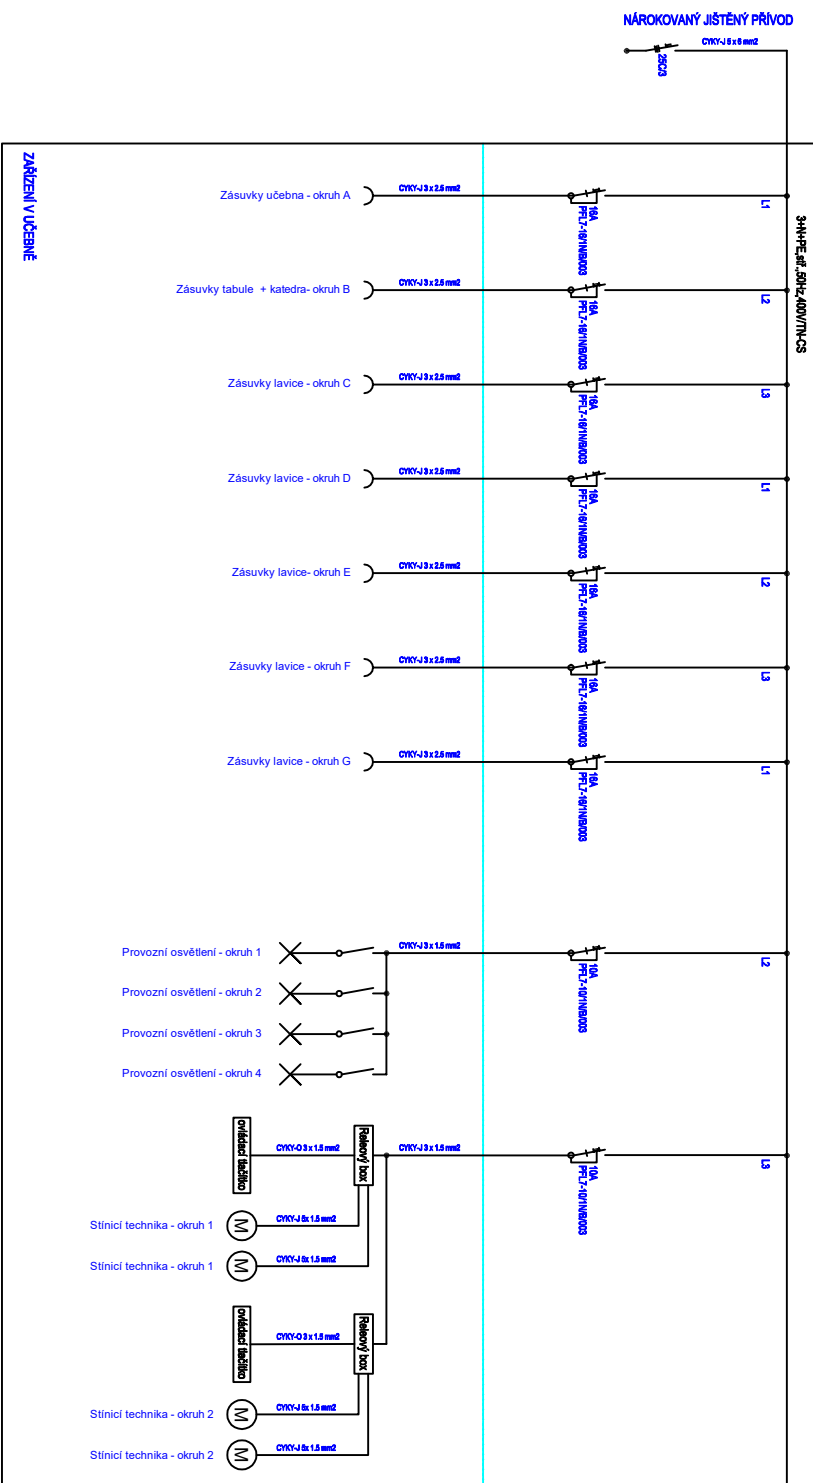 NÁROKOVANÝ JIŠTĚNÝ PŘÍVOD
CYKY-J 5 x 6 mm2
25C/3
ZAŘÍZENÍ V UČEBNĚ
3+N+PE,stř.,50Hz,400V/TN-CS
Zásuvky učebna - okruh A
CYKY-J 3 x 2.5 mm2
16A
PFL7-16/1N/B/003
L1
Zásuvky tabule + katedra- okruh B
CYKY-J 3 x 2.5 mm2
16A
PFL7-16/1N/B/003
L2
Zásuvky lavice - okruh C
CYKY-J 3 x 2.5 mm2
16A
PFL7-16/1N/B/003
L3
Zásuvky lavice - okruh D
CYKY-J 3 x 2.5 mm2
16A
PFL7-16/1N/B/003
L1
Zásuvky lavice- okruh E
CYKY-J 3 x 2.5 mm2
16A
PFL7-16/1N/B/003
L2
Zásuvky lavice - okruh F
CYKY-J 3 x 2.5 mm2
16A
PFL7-16/1N/B/003
L3
Zásuvky lavice - okruh G
CYKY-J 3 x 2.5 mm2
16A
PFL7-16/1N/B/003
L1
Provozní osvětlení - okruh 1
CYKY-J 3 x 1.5 mm2
10A
PFL7-10/1N/B/003
L2
Provozní osvětlení - okruh 2
Provozní osvětlení - okruh 3
Provozní osvětlení - okruh 4
ovládací tlačítko
CYKY-O 3 x 1.5 mm2
Releový box
CYKY-J 3 x 1.5 mm2
10A
PFL7-10/1N/B/003
L3
Stínicí technika - okruh 1
M
CYKY-J 5x 1.5 mm2
Stínicí technika - okruh 1
M
CYKY-J 5x 1.5 mm2
ovládací tlačítko
CYKY-O 3 x 1.5 mm2
Releový box
Stínicí technika - okruh 2
M
CYKY-J 5x 1.5 mm2
Stínicí technika - okruh 2
M
CYKY-J 5x 1.5 mm2